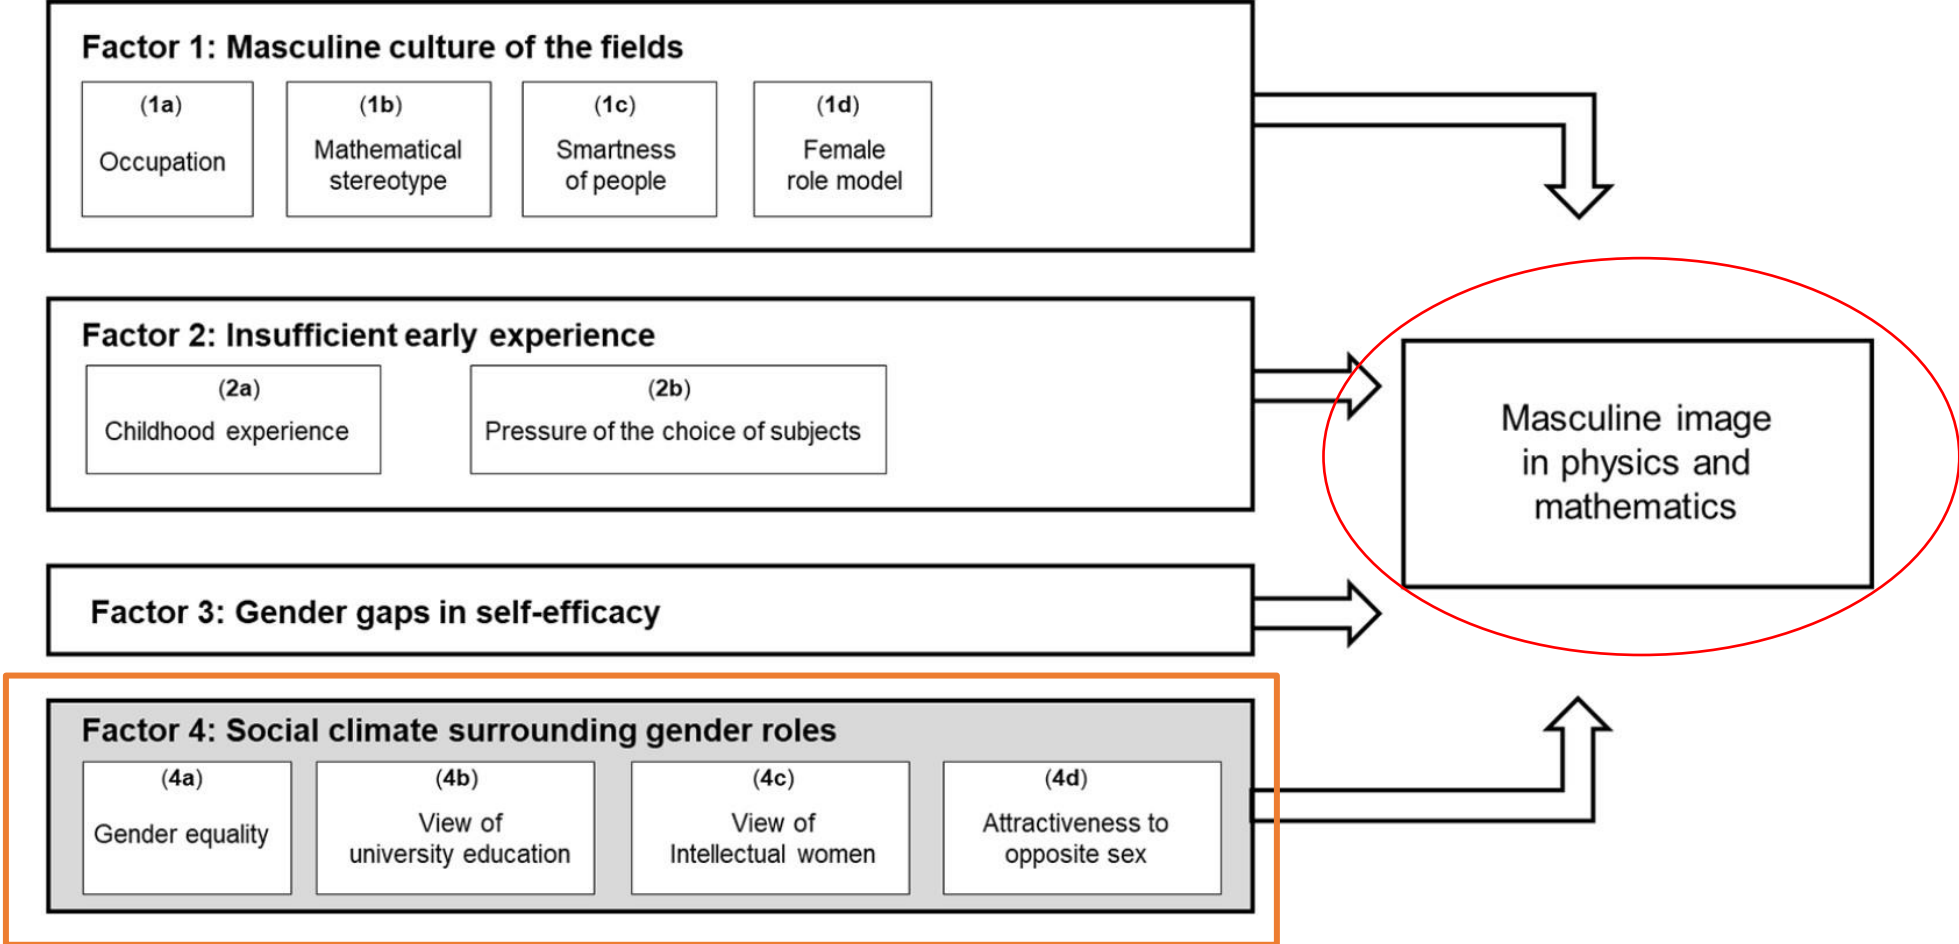 Factor 1: Masculine culture of the fields
(1a)
Occupation
(1b)
Mathematical
stereotype
(1c)
Smartness
of people
(1d)
Female
role model
Factor 2: Insufficient early experience
(2a)
Childhood experience
(2b)
Pressure of the choice of subjects
Factor 3: Gender gaps in self-efficacy
Factor 4: Social climate surrounding gender roles
(4a)
Gender equality
(4b)
View of
university education
(4c)
View of
Intellectual women
(4d)
Attractiveness to
opposite sex
Masculine image
in physics and
mathematics